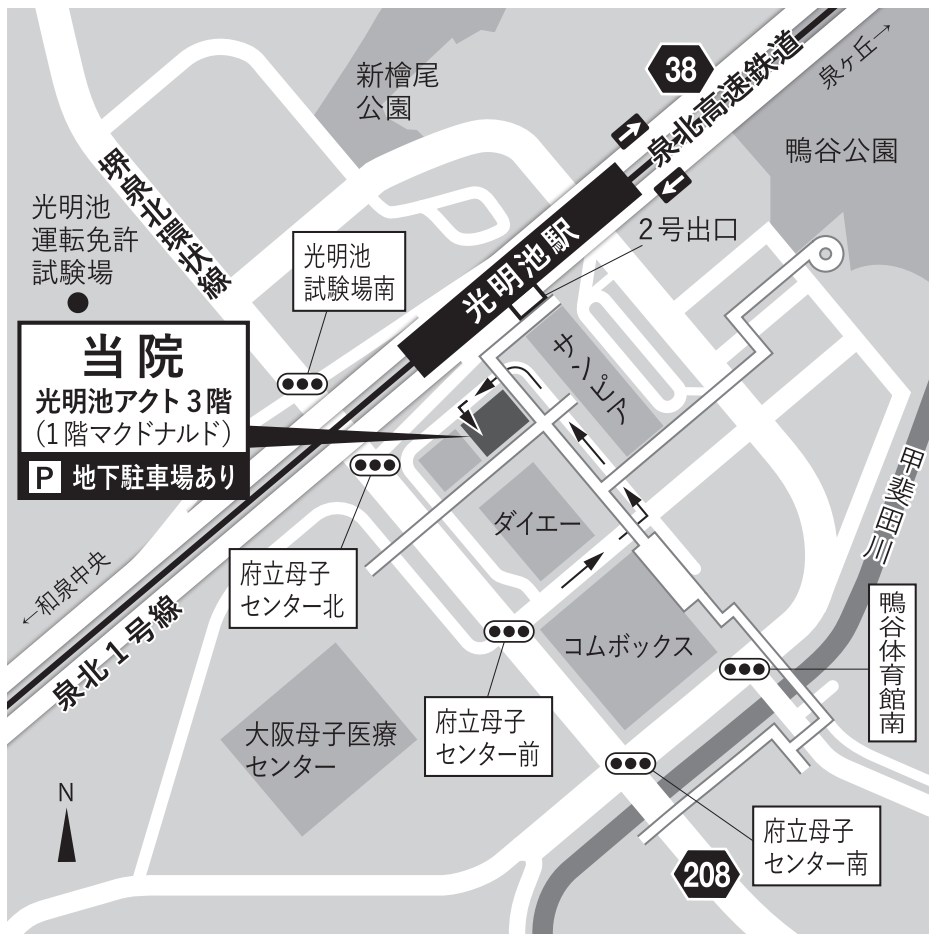 新檜尾
公園
38
泉北高速鉄道
泉ヶ丘→
鴨谷公園
堺泉北環状線
光明池
運転免許
試験場
光明池
試験場南
光明池駅
2号出口
サンピア
当院
光明池アクト3階
（1階マクドナルド）
P 地下駐車場あり
甲斐田川
ダイエー
←和泉中央
泉北1号線
府立母子
センター北
コムボックス
鴨谷体育館南
大阪母子医療
センター
府立母子
センター前
N
府立母子
センター南
208